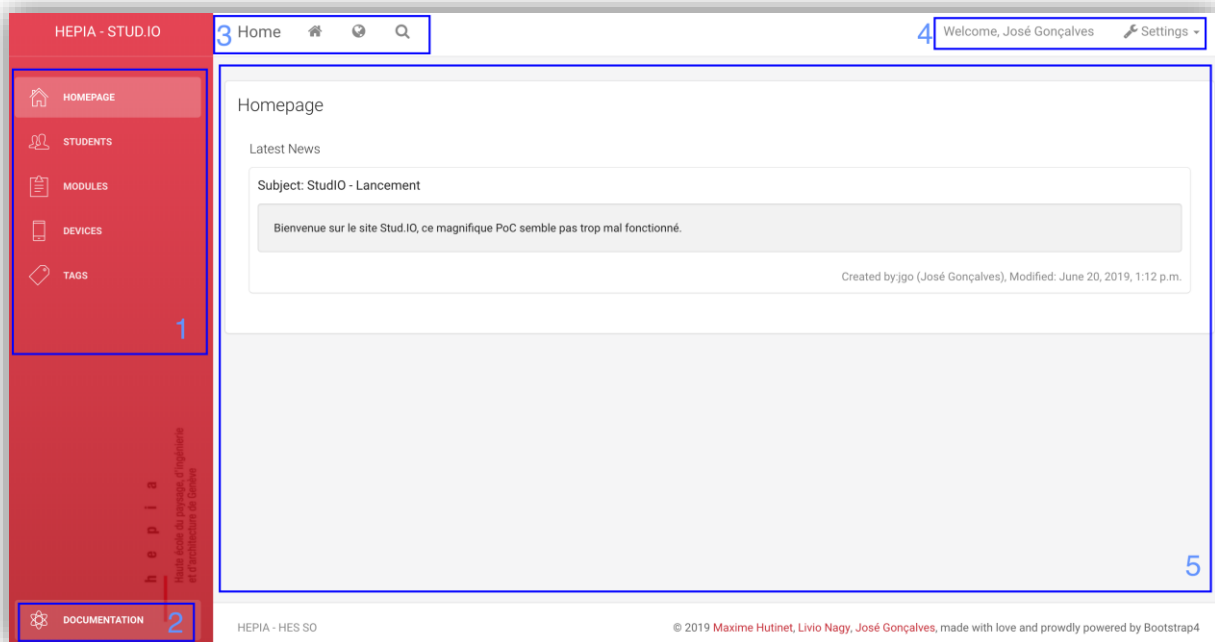 HEPIA - STUD.IO
3 Home
4 Welcome, José Gonçalves Settings
HOMEPAGE
STUDENTS
MODULES
DEVICES
TAGS
1
Homepage
Latest News
Subject: StudIO - Lancement
Bienvenue sur le site Stud.IO, ce magnifique PoC semble pas trop mal fonctionné.
Created by:jgo (José Gonçalves), Modified: June 20, 2019, 1:12 p.m.
5
hepia
Haute école du paysage, d'ingénierie
et d'architecture de Genève
DOCUMENTATION 2
HEPIA - HES SO
© 2019 Maxime Hutinet, Livio Nagy, José Gonçalves, made with love and prowdly powered by Bootstrap4